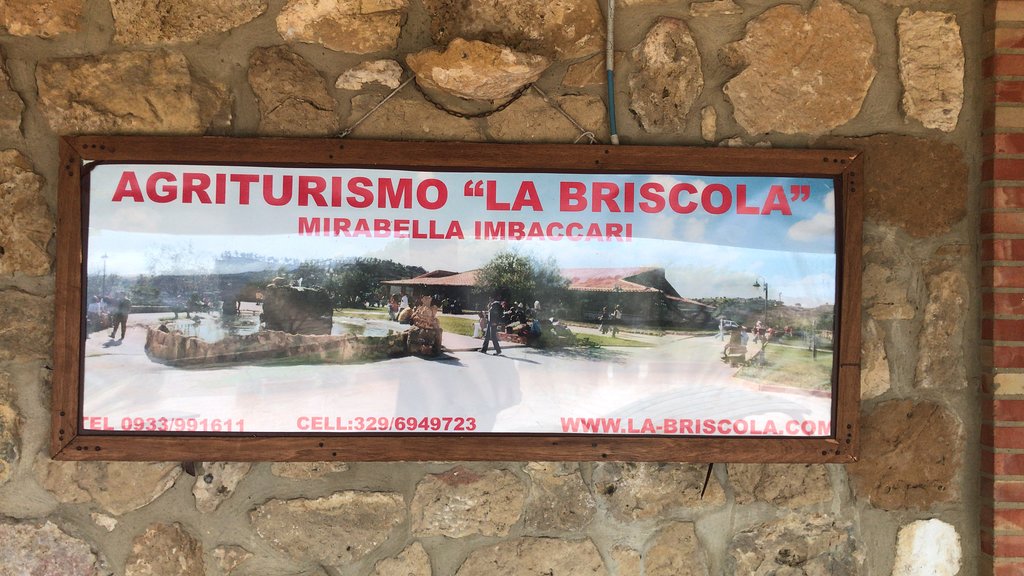 AGRITURISMO “LA BRISCOLA”
MIRABELLA IMBACCARI
TEL 0933/991611 CELL:329/6949723 WWW.LA-BRISCOLA.COM